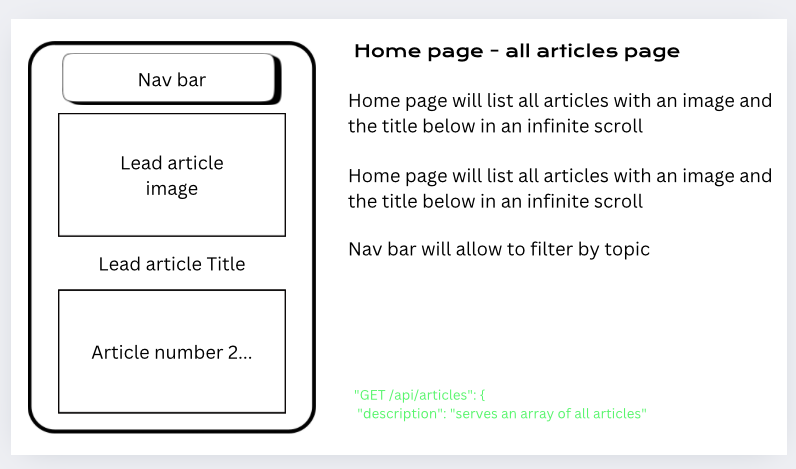 Nav bar
Lead article
image
Lead article Title
Article number 2...
Home page - all articles page
Home page will list all articles with an image and
the title below in an infinite scroll
Home page will list all articles with an image and
the title below in an infinite scroll
Nav bar will allow to filter by topic
"GET /api/articles": {
"description": "serves an array of all articles"